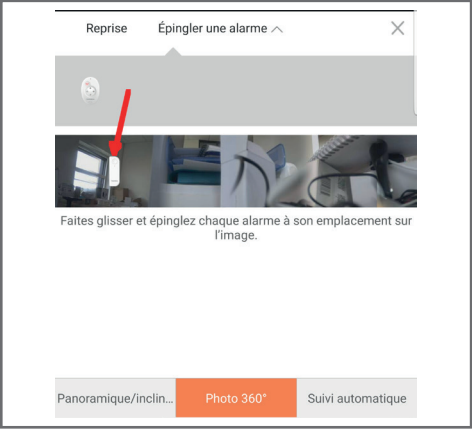 Reprise
Épingler une alarme
Faites glisser et épinglez chaque alarme à son emplacement sur
l'image.
Panoramique/inclin...
Photo 360°
Suivi automatique